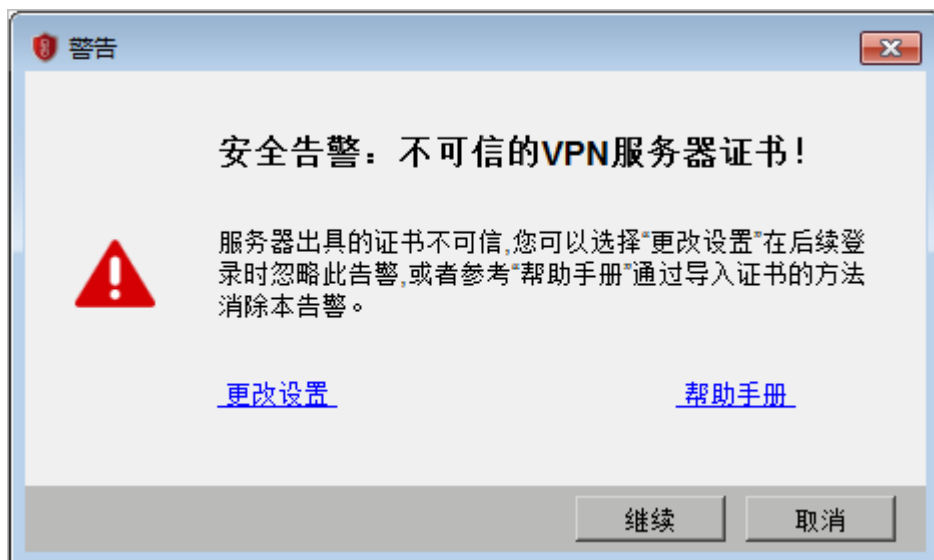 警告
安全告警：不可信的VPN服务器证书！
服务器出具的证书不可信,您可以选择“更改设置”在后续登
录时忽略此告警,或者参考“帮助手册”通过导入证书的方法
消除本告警。
更改设置 帮助手册
继续 取消